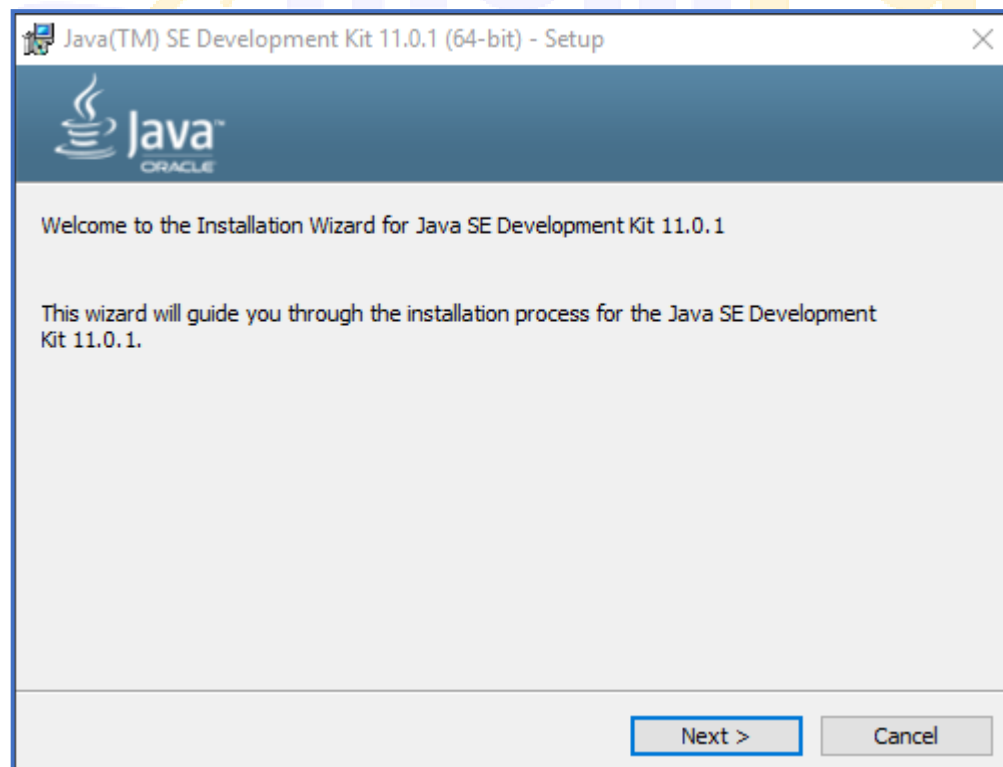 Java(TM) SE Development Kit 11.0.1 (64-bit) - Setup
Java™
ORACLE
Welcome to the Installation Wizard for Java SE Development Kit 11.0.1
This wizard will guide you through the installation process for the Java SE Development
Kit 11.0.1.
Next >
Cancel